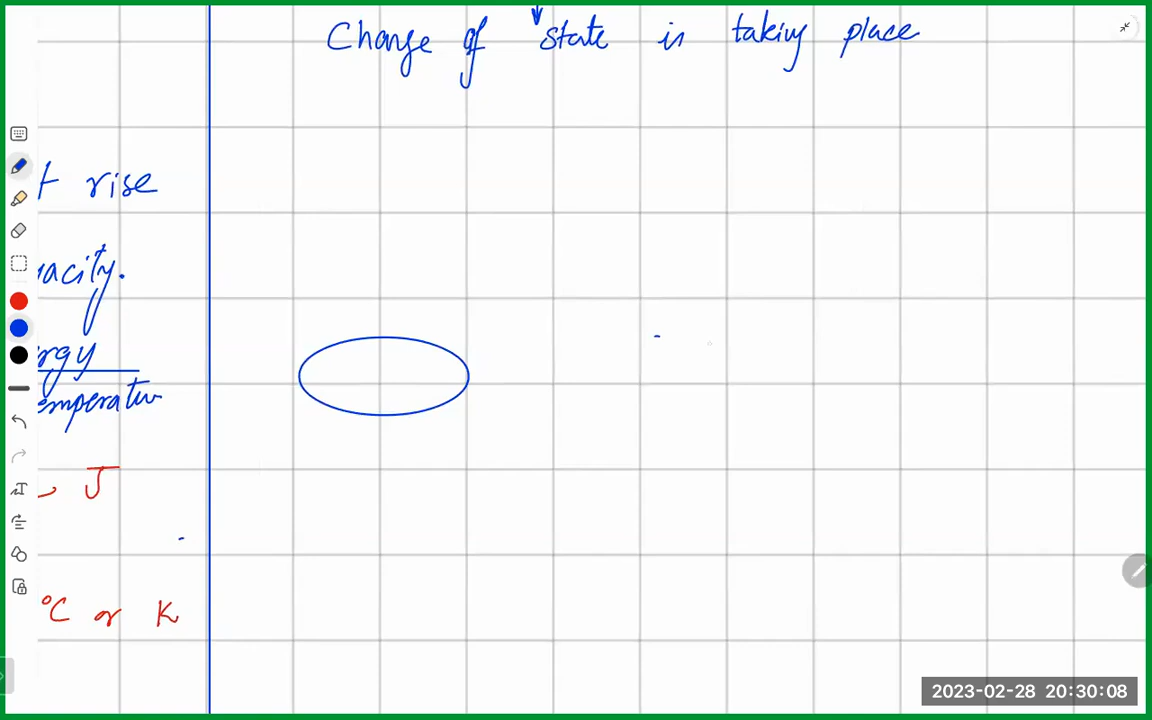 Change of state is taking place
rise
acity.
rgy
emperatur
J
°C or K
2023-02-28 20:30:08